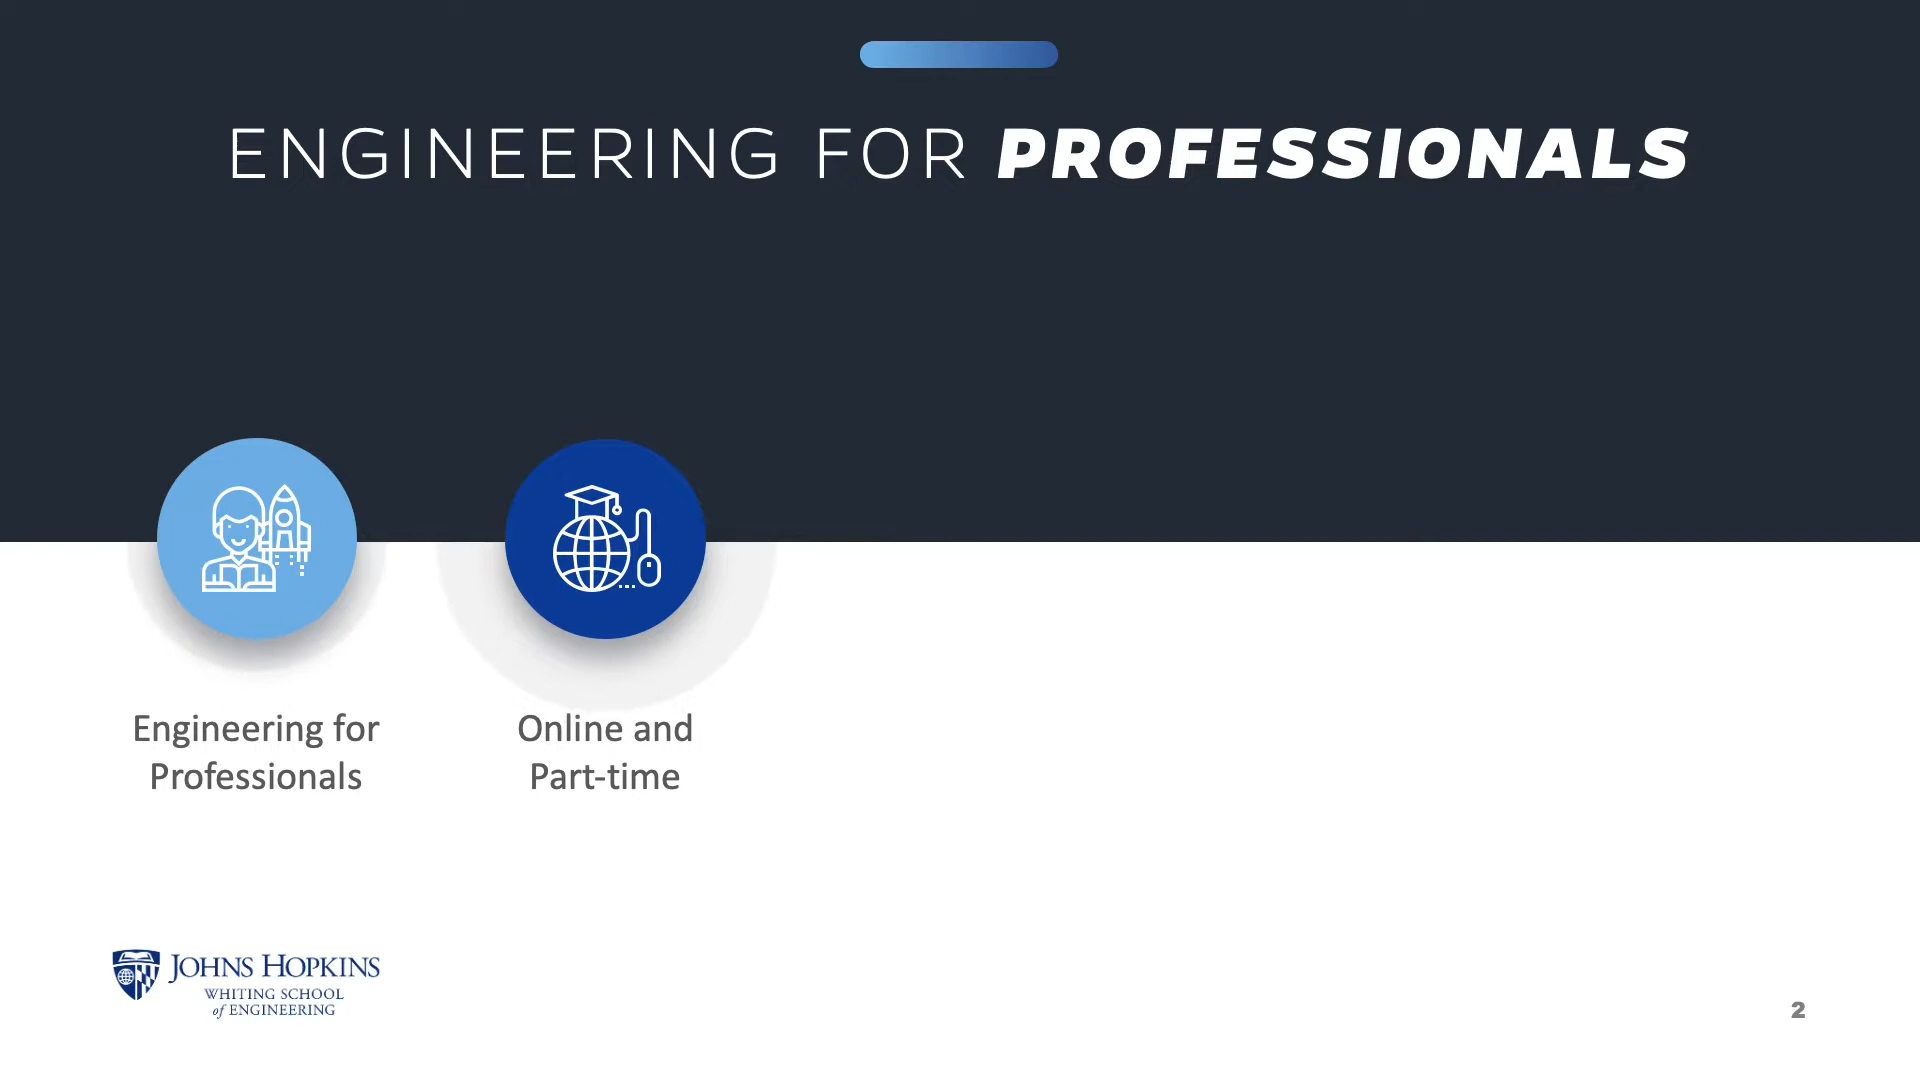 ENGINEERING FOR PROFESSIONALS
Engineering for
Professionals
Online and
Part-time
JOHNS HOPKINS
WHITING SCHOOL
of ENGINEERING
2